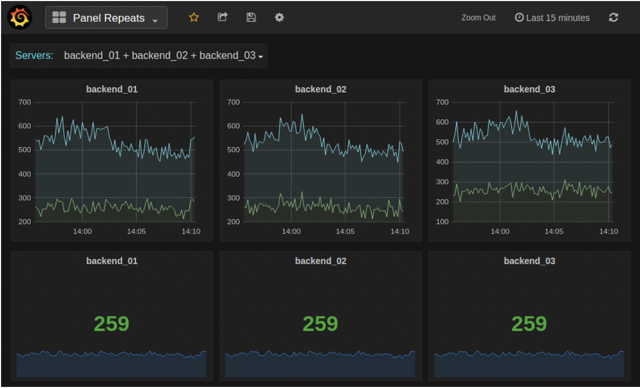 Panel Repeats
Zoom Out
Last 15 minutes
Servers: backend_01 + backend_02 + backend_03
backend_01
700
600
500
400
300
200
14:00 14:05 14:10
backend_02
700
600
500
400
300
200
14:00 14:05 14:10
backend_03
700
600
500
400
300
200
100
14:00 14:05 14:10
backend_01
259
backend_02
259
backend_03
259